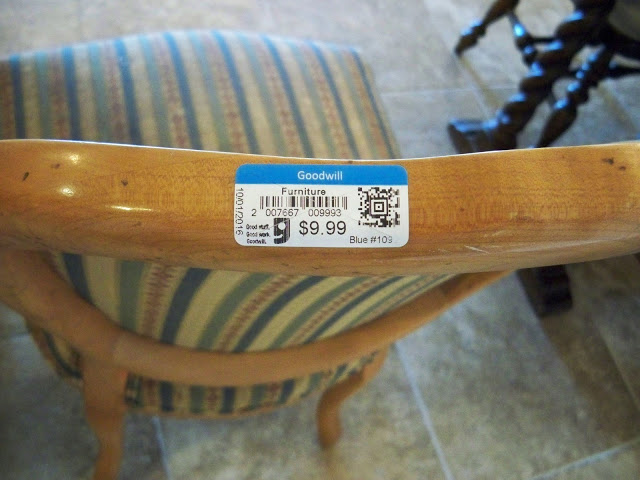 Goodwill
Furniture
10/01/2016
2 007667 009993
Good stuff.
Good work.
Goodwill.
$9.99
Blue #109